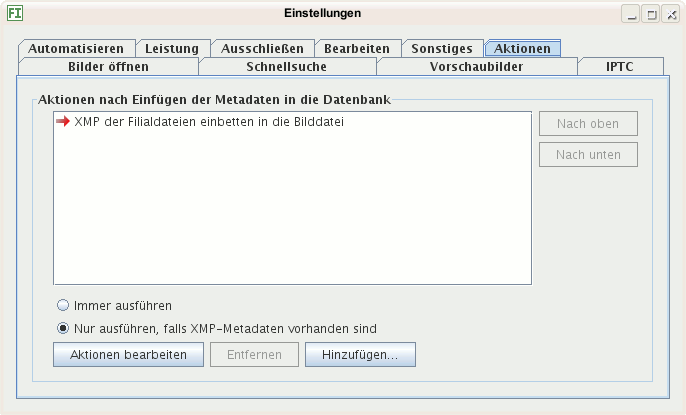 FI
Einstellungen
Automatisieren Leistung Ausschließen Bearbeiten Sonstiges Aktionen
Bilder öffnen Schnellsuche Vorschaubilder IPTC
Aktionen nach Einfügen der Metadaten in die Datenbank
XMP der Filialdateien einbetten in die Bilddatei
Nach oben
Nach unten
Immer ausführen
Nur ausführen, falls XMP-Metadaten vorhanden sind
Aktionen bearbeiten Entfernen Hinzufügen...